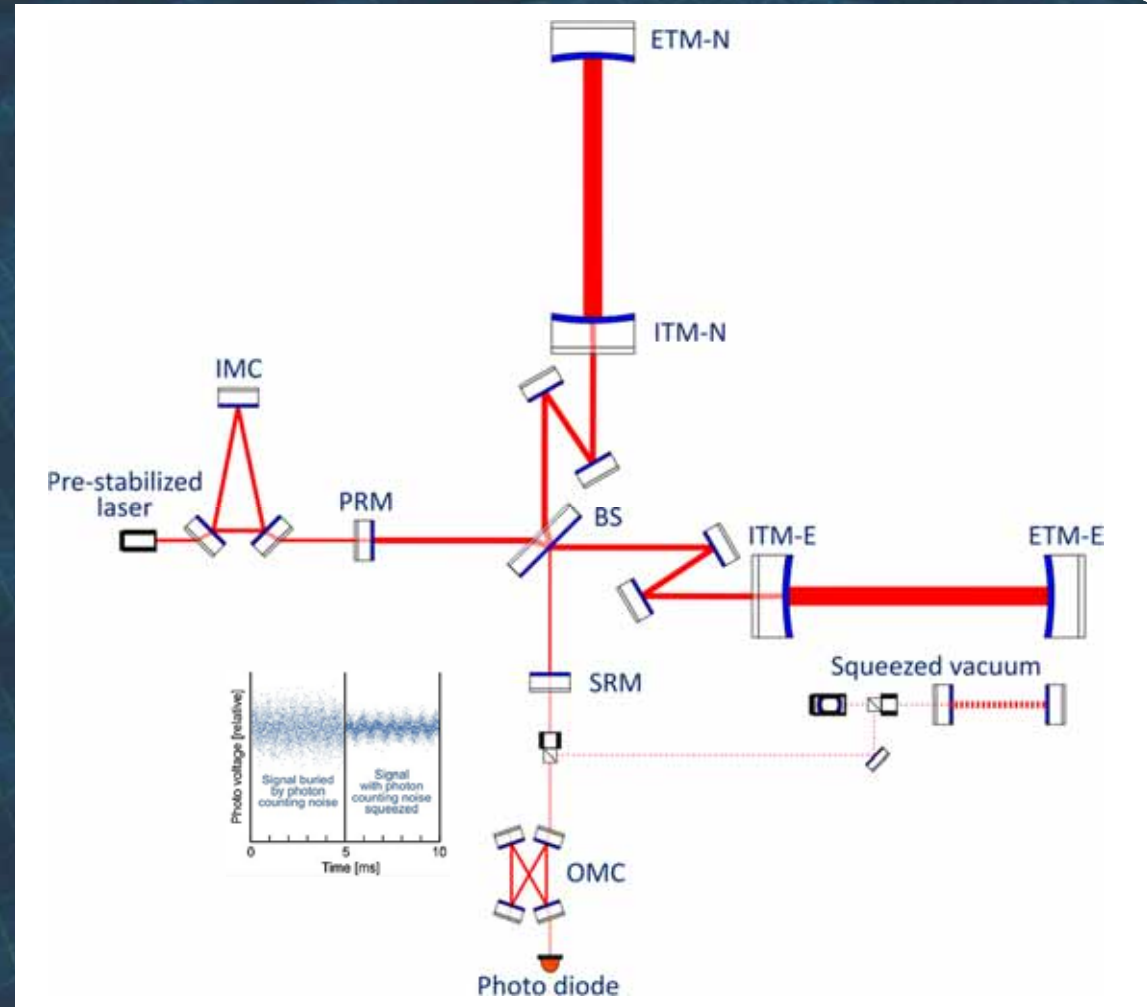 ETM-N
ITM-N
IMC
Pre-stabilized
laser
PRM
BS
ITM-E
ETM-E
SRM
Squeezed vacuum
Photo voltage [relative]
Signal buried
by photon
counting noise
Signal
with photon
counting noise
squeezed
0
5
10
Time [ms]
OMC
Photo diode